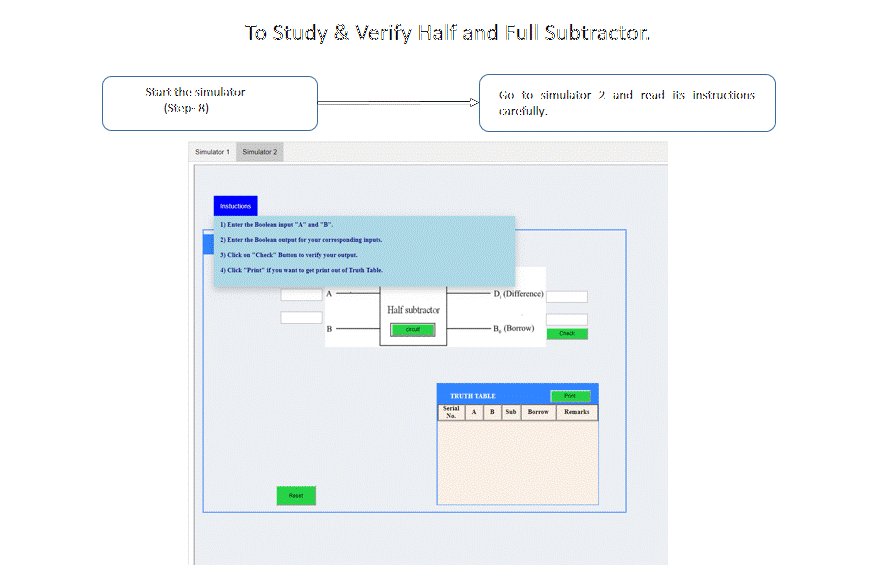 To Study & Verify Half and Full Subtractor.
Start the simulator
(Step- 8)
Go to simulator 2 and read its instructions
carefully.
Simulator 1 Simulator 2
Instuctions
1) Enter the Boolean input "A" and "B".
2) Enter the Boolean output for your corresponding inputs.
3) Click on "Check" Button to verify your output.
4) Click "Print" if you want to get print out of Truth Table.
A
D, (Difference)
Half subtractor
circuit
B
B₀ (Borrow)
Check
TRUTH TABLE
Print
Serial
No.
A B Sub Borrow Remarks
Reset